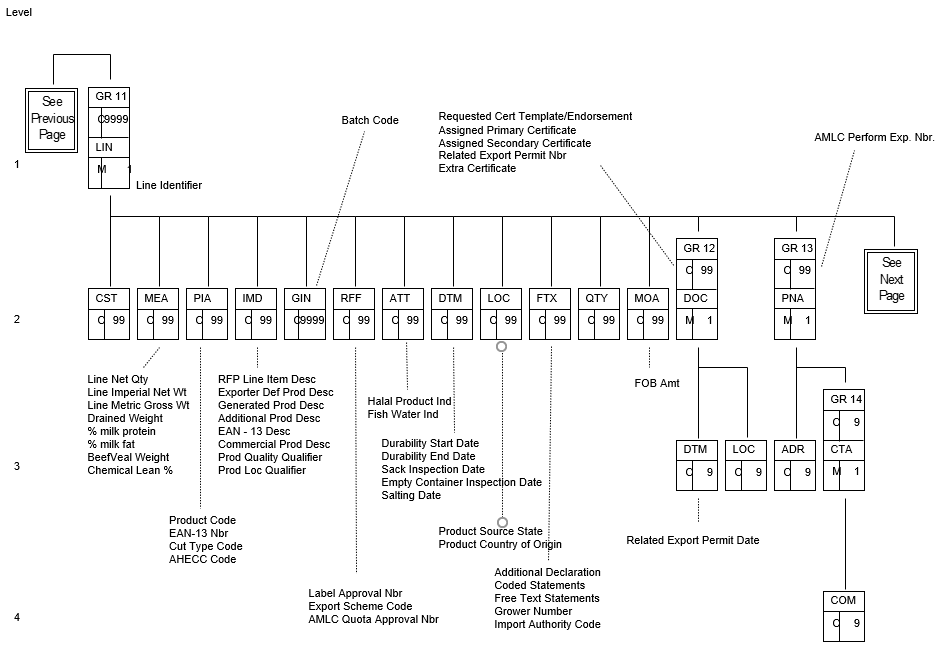 Level
See
Previous
Page
GR 11
C 9999
LIN
M 1
Line Identifier
1
Batch Code
Requested Cert Template/Endorsement
Assigned Primary Certificate
Assigned Secondary Certificate
Related Export Permit Nbr
Extra Certificate
AMLC Perform Exp. Nbr.
GR 12
C 99
GR 13
C 99
See
Next
Page
2
CST
C 99
MEA
C 99
PIA
C 99
IMD
C 99
GIN
C 9999
RFF
C 99
ATT
C 99
DTM
C 99
LOC
C 99
FTX
C 99
QTY
C 99
MOA
C 99
DOC
M 1
PNA
M 1
Line Net Qty
Line Imperial Net Wt
Line Metric Gross Wt
Drained Weight
% milk protein
% milk fat
BeefVeal Weight
Chemical Lean %
RFP Line Item Desc
Exporter Def Prod Desc
Generated Prod Desc
Additional Prod Desc
EAN - 13 Desc
Commercial Prod Desc
Prod Quality Qualifier
Prod Loc Qualifier
Halal Product Ind
Fish Water Ind
FOB Amt
GR 14
C 9
3
Durability Start Date
Durability End Date
Sack Inspection Date
Empty Container Inspection Date
Salting Date
DTM
C 9
LOC
C 9
ADR
C 9
CTA
M 1
Product Code
EAN-13 Nbr
Cut Type Code
AHECC Code
Product Source State
Product Country of Origin
Related Export Permit Date
Label Approval Nbr
Export Scheme Code
AMLC Quota Approval Nbr
Additional Declaration
Coded Statements
Free Text Statements
Grower Number
Import Authority Code
4
COM
C 9